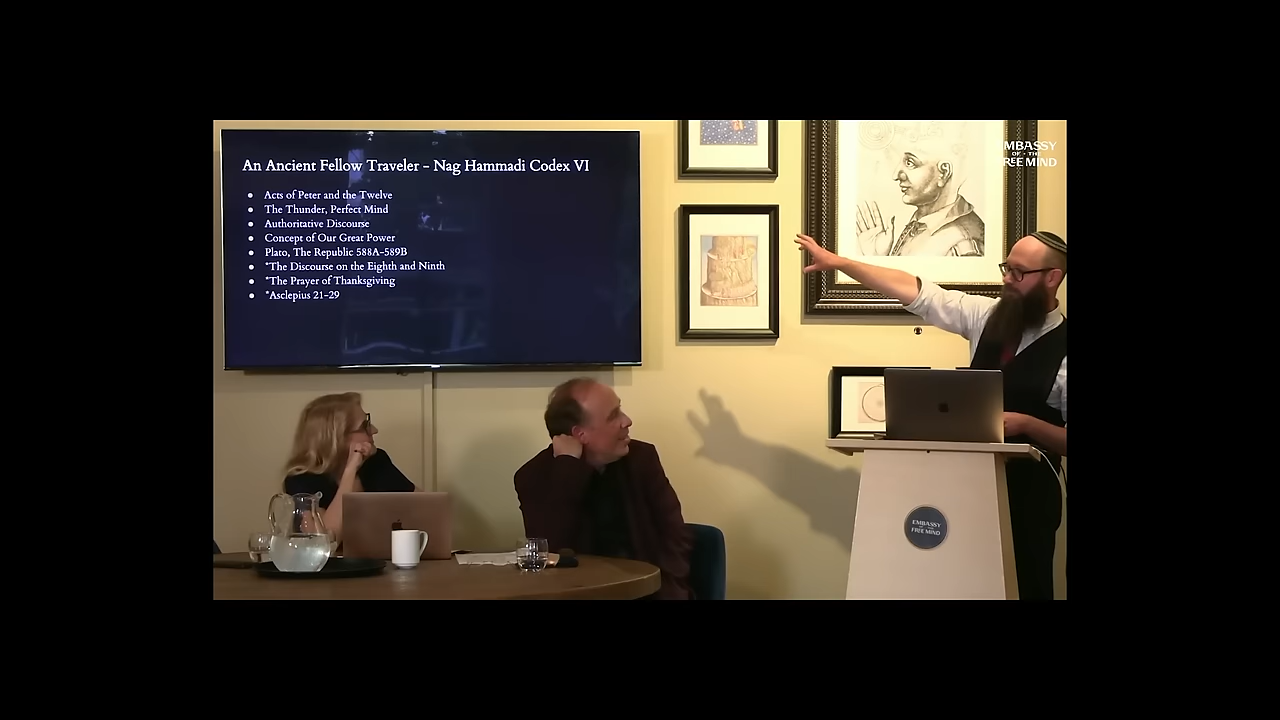 An Ancient Fellow Traveler - Nag Hammadi Codex VI
● Acts of Peter and the Twelve
● The Thunder, Perfect Mind
● Authoritative Discourse
● Concept of Our Great Power
● Plato, The Republic 588A-589B
● *The Discourse on the Eighth and Ninth
● *The Prayer of Thanksgiving
● *Asclepius 21-29
EMBASSY
OF THE
FREE MIND
EMBASSY
FREE MIND